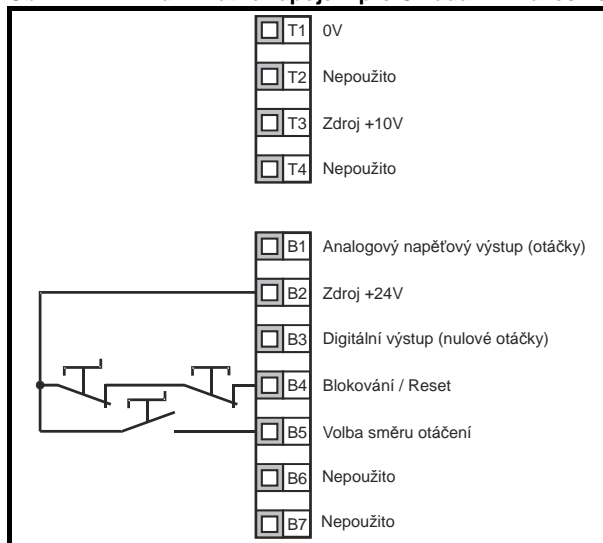 T1 0V
T2 Nepoužito
T3 Zdroj +10V
T4 Nepoužito
B1 Analogový napěťový výstup (otáčky)
B2 Zdroj +24V
B3 Digitální výstup (nulové otáčky)
B4 Blokování / Reset
B5 Volba směru otáčení
B6 Nepoužito
B7 Nepoužito